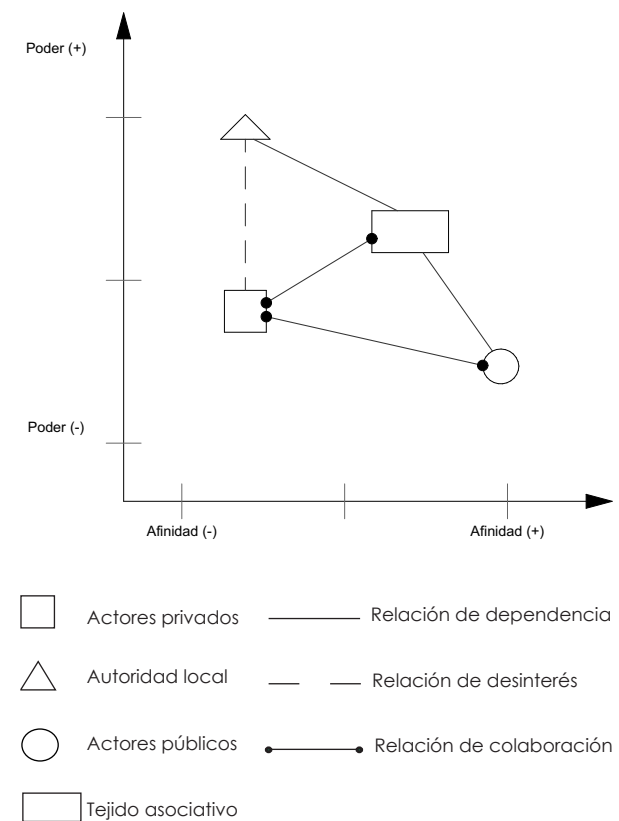 Poder (+)
Poder (-)
Afinidad (-)
Afinidad (+)
Actores privados
Relación de dependencia
Autoridad local
Relación de desinterés
Actores públicos
Relación de colaboración
Tejido asociativo